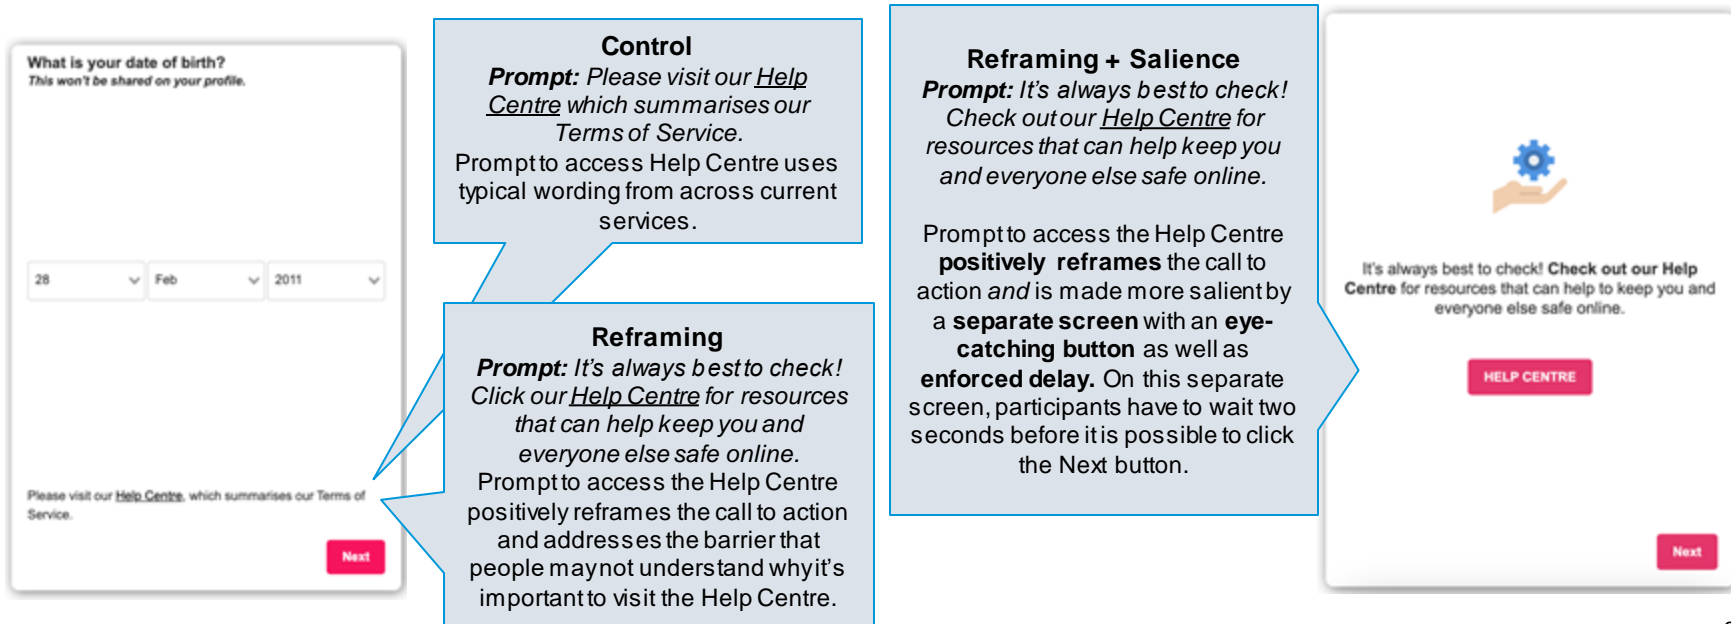 What is your date of birth?
This won't be shared on your profile.
28
Feb
2011
Please visit our Help Centre, which summarises our Terms of
Service.
Next
Control
Prompt: Please visit our Help
Centre which summarises our
Terms of Service.
Prompt to access Help Centre uses
typical wording from across current
services.
Reframing
Prompt: It's always best to check!
Click our Help Centre for resources
that can help keep you and
everyone else safe online.
Prompt to access the Help Centre
positively reframes the call to action
and addresses the barrier that
people may not understand why it's
important to visit the Help Centre.
Reframing + Salience
Prompt: It's always best to check!
Check out our Help Centre for
resources that can help keep you
and everyone else safe online.
Prompt to access the Help Centre
positively reframes the call to
action and is made more salient by
a separate screen with an eye-
catching button as well as
enforced delay. On this separate
screen, participants have to wait two
seconds before it is possible to click
the Next button.
It's always best to check! Check out our Help
Centre for resources that can help to keep you and
everyone else safe online.
HELP CENTRE
Next